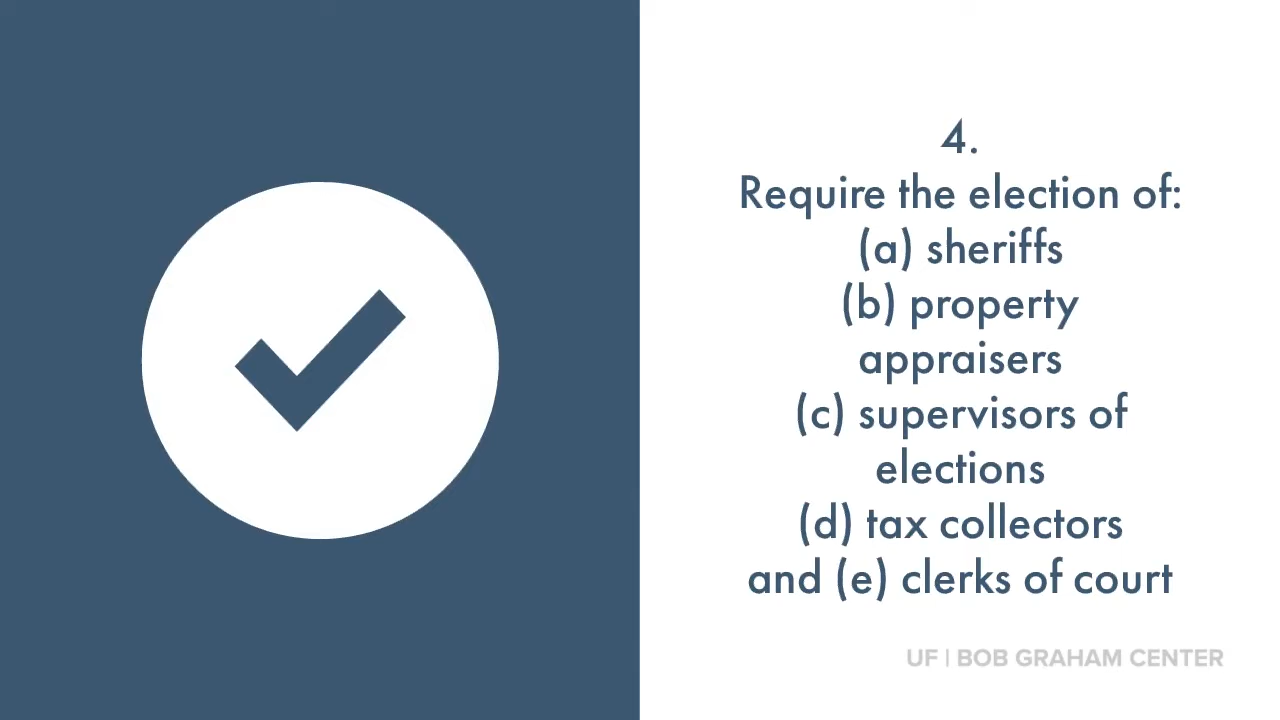 4.
Require the election of:
(a) sheriffs
(b) property
appraisers
(c) supervisors of
elections
(d) tax collectors
and (e) clerks of court
UF | BOB GRAHAM CENTER